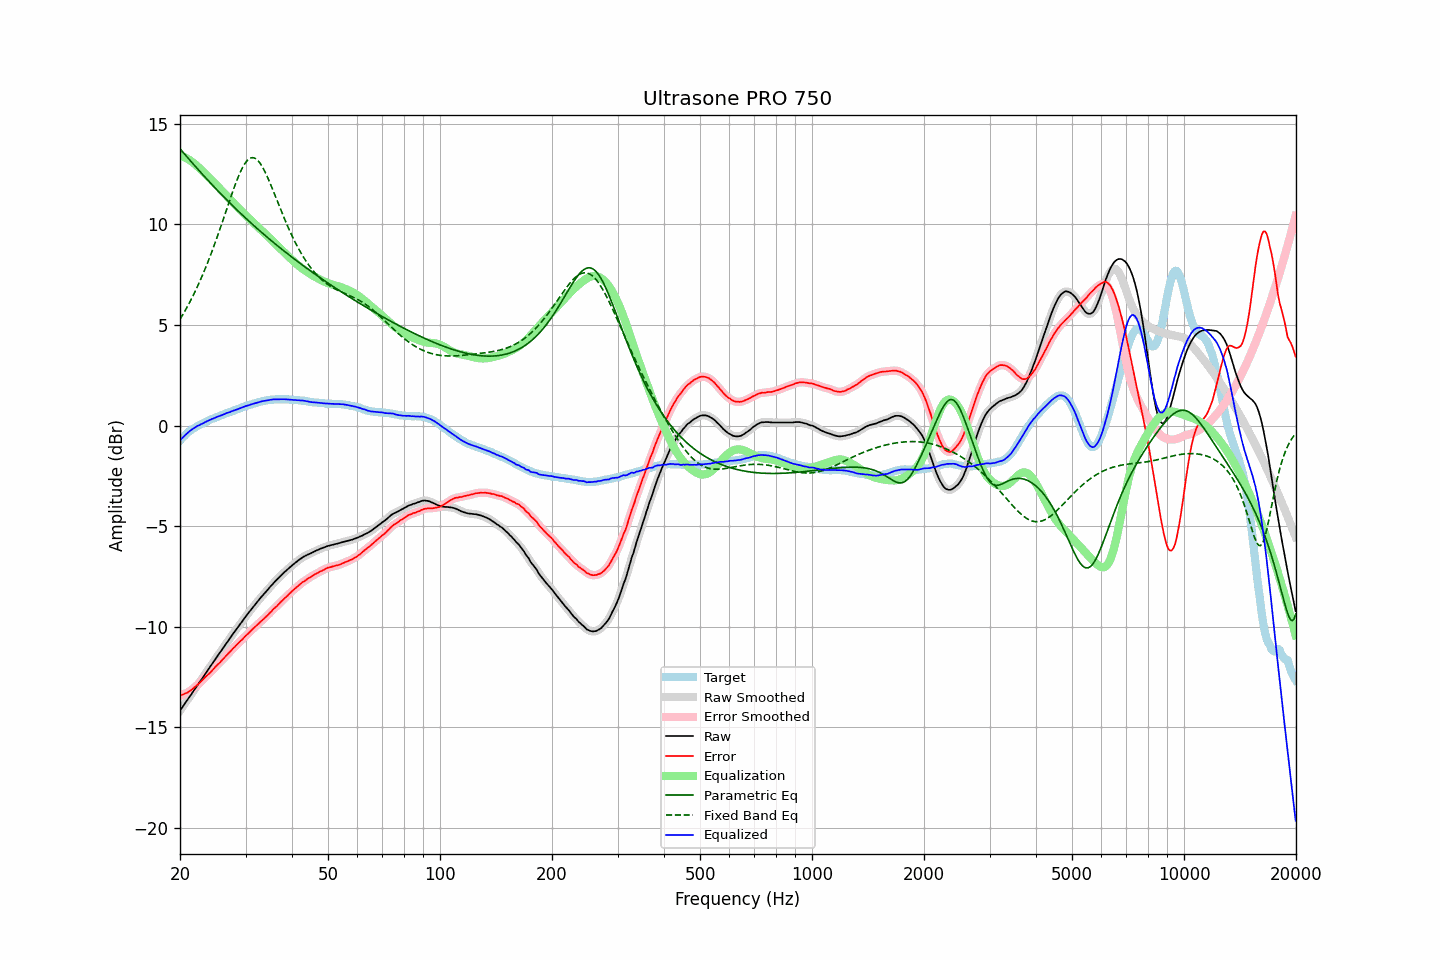 Ultrasone PRO 750
15
10
5
0
−5
−10
−15
−20
Amplitude (dBr)
Target
Raw Smoothed
Error Smoothed
Raw
Error
Equalization
Parametric Eq
Fixed Band Eq
Equalized
20 50 100 200 500 1000 2000 5000 10000 20000
Frequency (Hz)